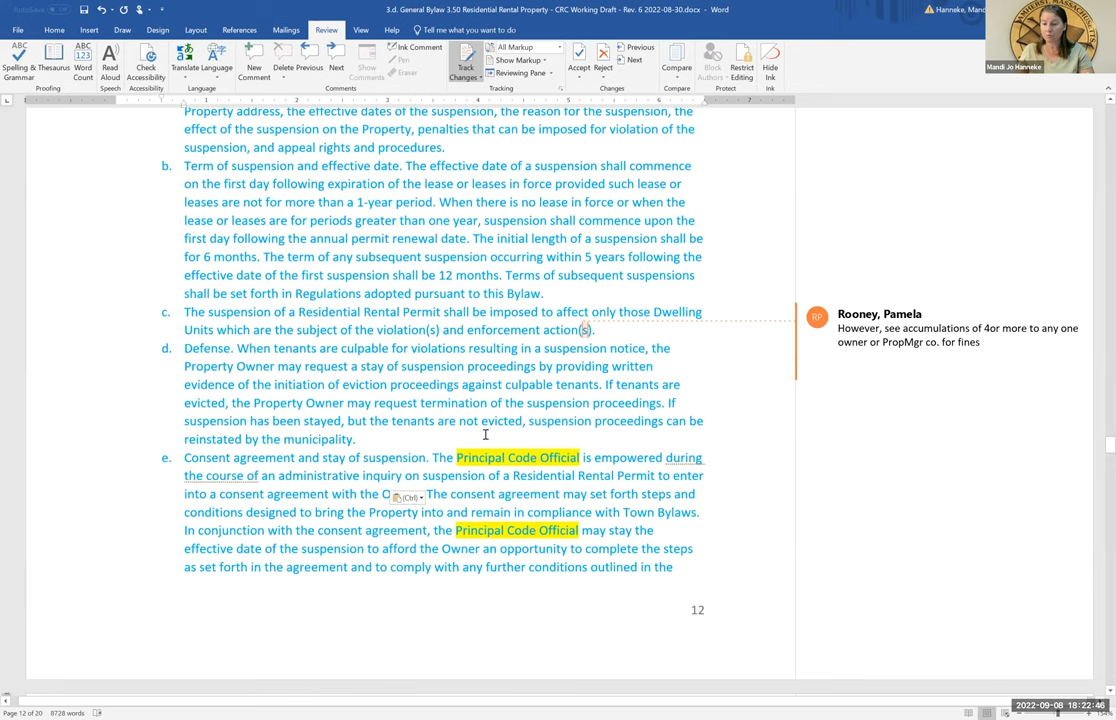 AutoSave Off
3.d. General Bylaw 3.50 Residential Rental Property - CRC Working Draft - Rev. 6 2022-08-30.docx - Word
Hanneke, Mand
File Home Insert Draw Design Layout References Mailings Review View Help Tell me what you want to do
Spelling & Grammar
Thesaurus
Word Count
Read Aloud
Check Accessibility
Translate
Language
New Comment
Delete
Previous
Next
Show Comments
Ink Comment
Pen
Eraser
Track Changes
All Markup
Show Markup
Reviewing Pane
Accept
Reject
Previous
Next
Compare
Block Authors
Restrict Editing
Hide Ink
Proofing Speech Accessibility Language Comments Tracking Changes Compare Protect Ink
Mandi Jo Hanneke
AMHERST, MASSACHUSETTS
1 2 3 4 5 6 7
Property address, the effective dates of the suspension, the reason for the suspension, the
effect of the suspension on the Property, penalties that can be imposed for violation of the
suspension, and appeal rights and procedures.
b. Term of suspension and effective date. The effective date of a suspension shall commence
on the first day following expiration of the lease or leases in force provided such lease or
leases are not for more than a 1-year period. When there is no lease in force or when the
lease or leases are for periods greater than one year, suspension shall commence upon the
first day following the annual permit renewal date. The initial length of a suspension shall be
for 6 months. The term of any subsequent suspension occurring within 5 years following the
effective date of the first suspension shall be 12 months. Terms of subsequent suspensions
shall be set forth in Regulations adopted pursuant to this Bylaw.
c. The suspension of a Residential Rental Permit shall be imposed to affect only those Dwelling
Units which are the subject of the violation(s) and enforcement action(s).
d. Defense. When tenants are culpable for violations resulting in a suspension notice, the
Property Owner may request a stay of suspension proceedings by providing written
evidence of the initiation of eviction proceedings against culpable tenants. If tenants are
evicted, the Property Owner may request termination of the suspension proceedings. If
suspension has been stayed, but the tenants are not evicted, suspension proceedings can be
reinstated by the municipality.
e. Consent agreement and stay of suspension. The Principal Code Official is empowered during
the course of an administrative inquiry on suspension of a Residential Rental Permit to enter
into a consent agreement with the O (Ctrl) The consent agreement may set forth steps and
conditions designed to bring the Property into and remain in compliance with Town Bylaws.
In conjunction with the consent agreement, the Principal Code Official may stay the
effective date of the suspension to afford the Owner an opportunity to complete the steps
as set forth in the agreement and to comply with any further conditions outlined in the
12
RP
Rooney, Pamela
However, see accumulations of 4or more to any one
owner or PropMgr co. for fines
Page 12 of 20 8728 words
2022-09-08 18:22:46